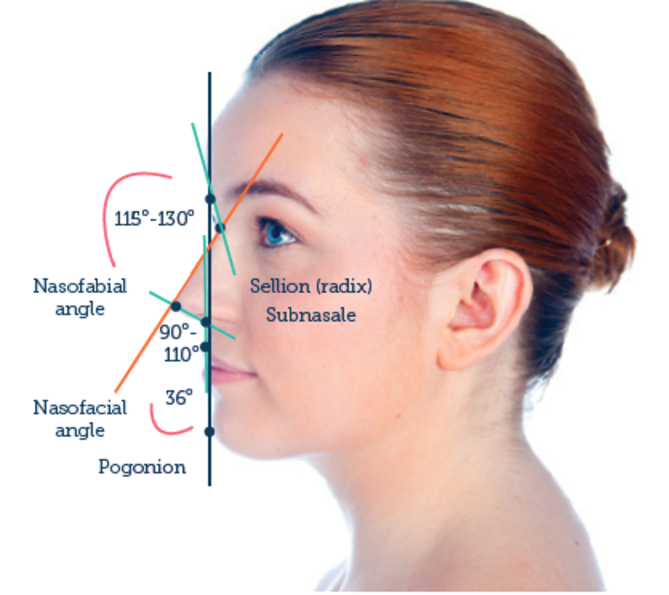 115°-130°
Nasofabial
angle
Sellion (radix)
Subnasale
90°-
110°
36°
Nasofacial
angle
Pogonion